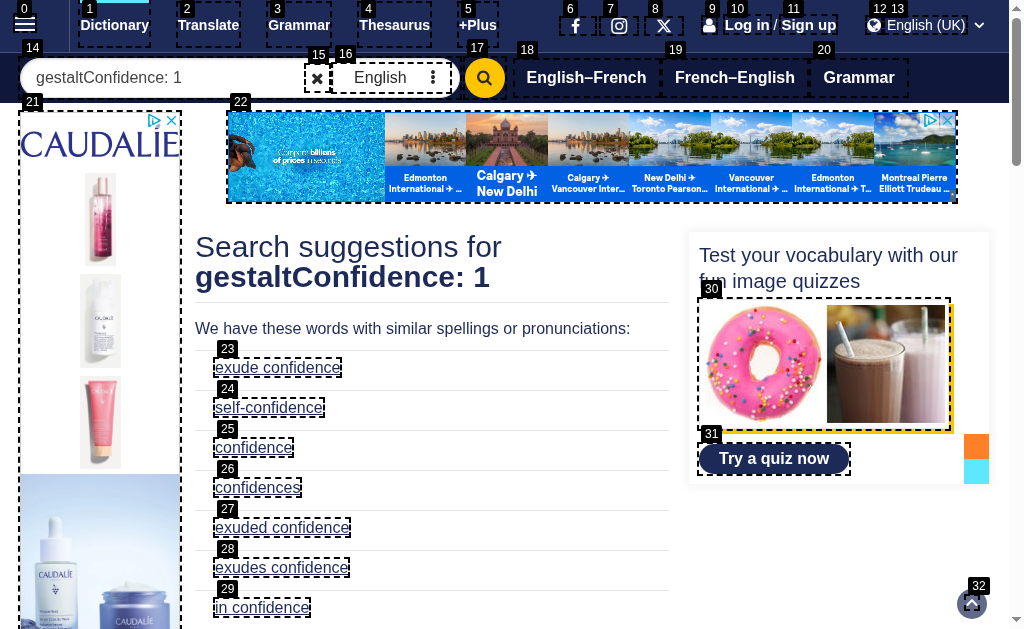 0 1 2 3 4 5 6 7 8 9 10 11 12 13
Dictionary Translate Grammar Thesaurus +Plus Log in / Sign up English (UK)
14 15 16 17 18 19 20
gestaltConfidence: 1 English English–French French–English Grammar
21 22
CAUDALÍE
Compare billions
of prices in seconds
Edmonton
International ✈ ...
Calgary ✈
New Delhi
Calgary ✈
Vancouver Inter...
New Delhi ✈
Toronto Pearson...
Vancouver
International ✈ ...
Edmonton
International ✈ T...
Montreal Pierre
Elliott Trudeau ...
Search suggestions for
gestaltConfidence: 1
We have these words with similar spellings or pronunciations:
23
exude confidence
24
self-confidence
25
confidence
26
confidences
27
exuded confidence
28
exudes confidence
29
in confidence
Test your vocabulary with our
fun image quizzes
30
31
Try a quiz now
32
CAUDALÍE
CAUDALÍE